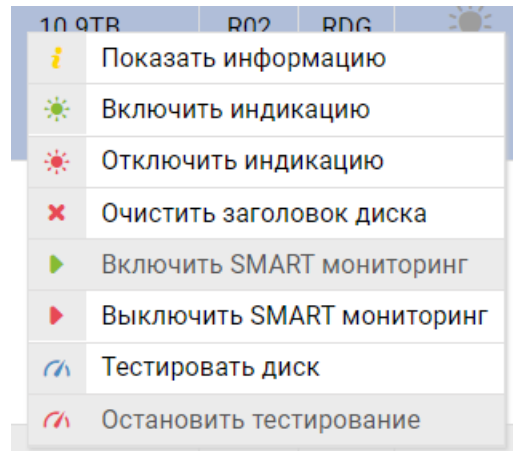 10.9TB R02 RDG
Показать информацию
Включить индикацию
Отключить индикацию
Очистить заголовок диска
Включить SMART мониторинг
Выключить SMART мониторинг
Тестировать диск
Остановить тестирование